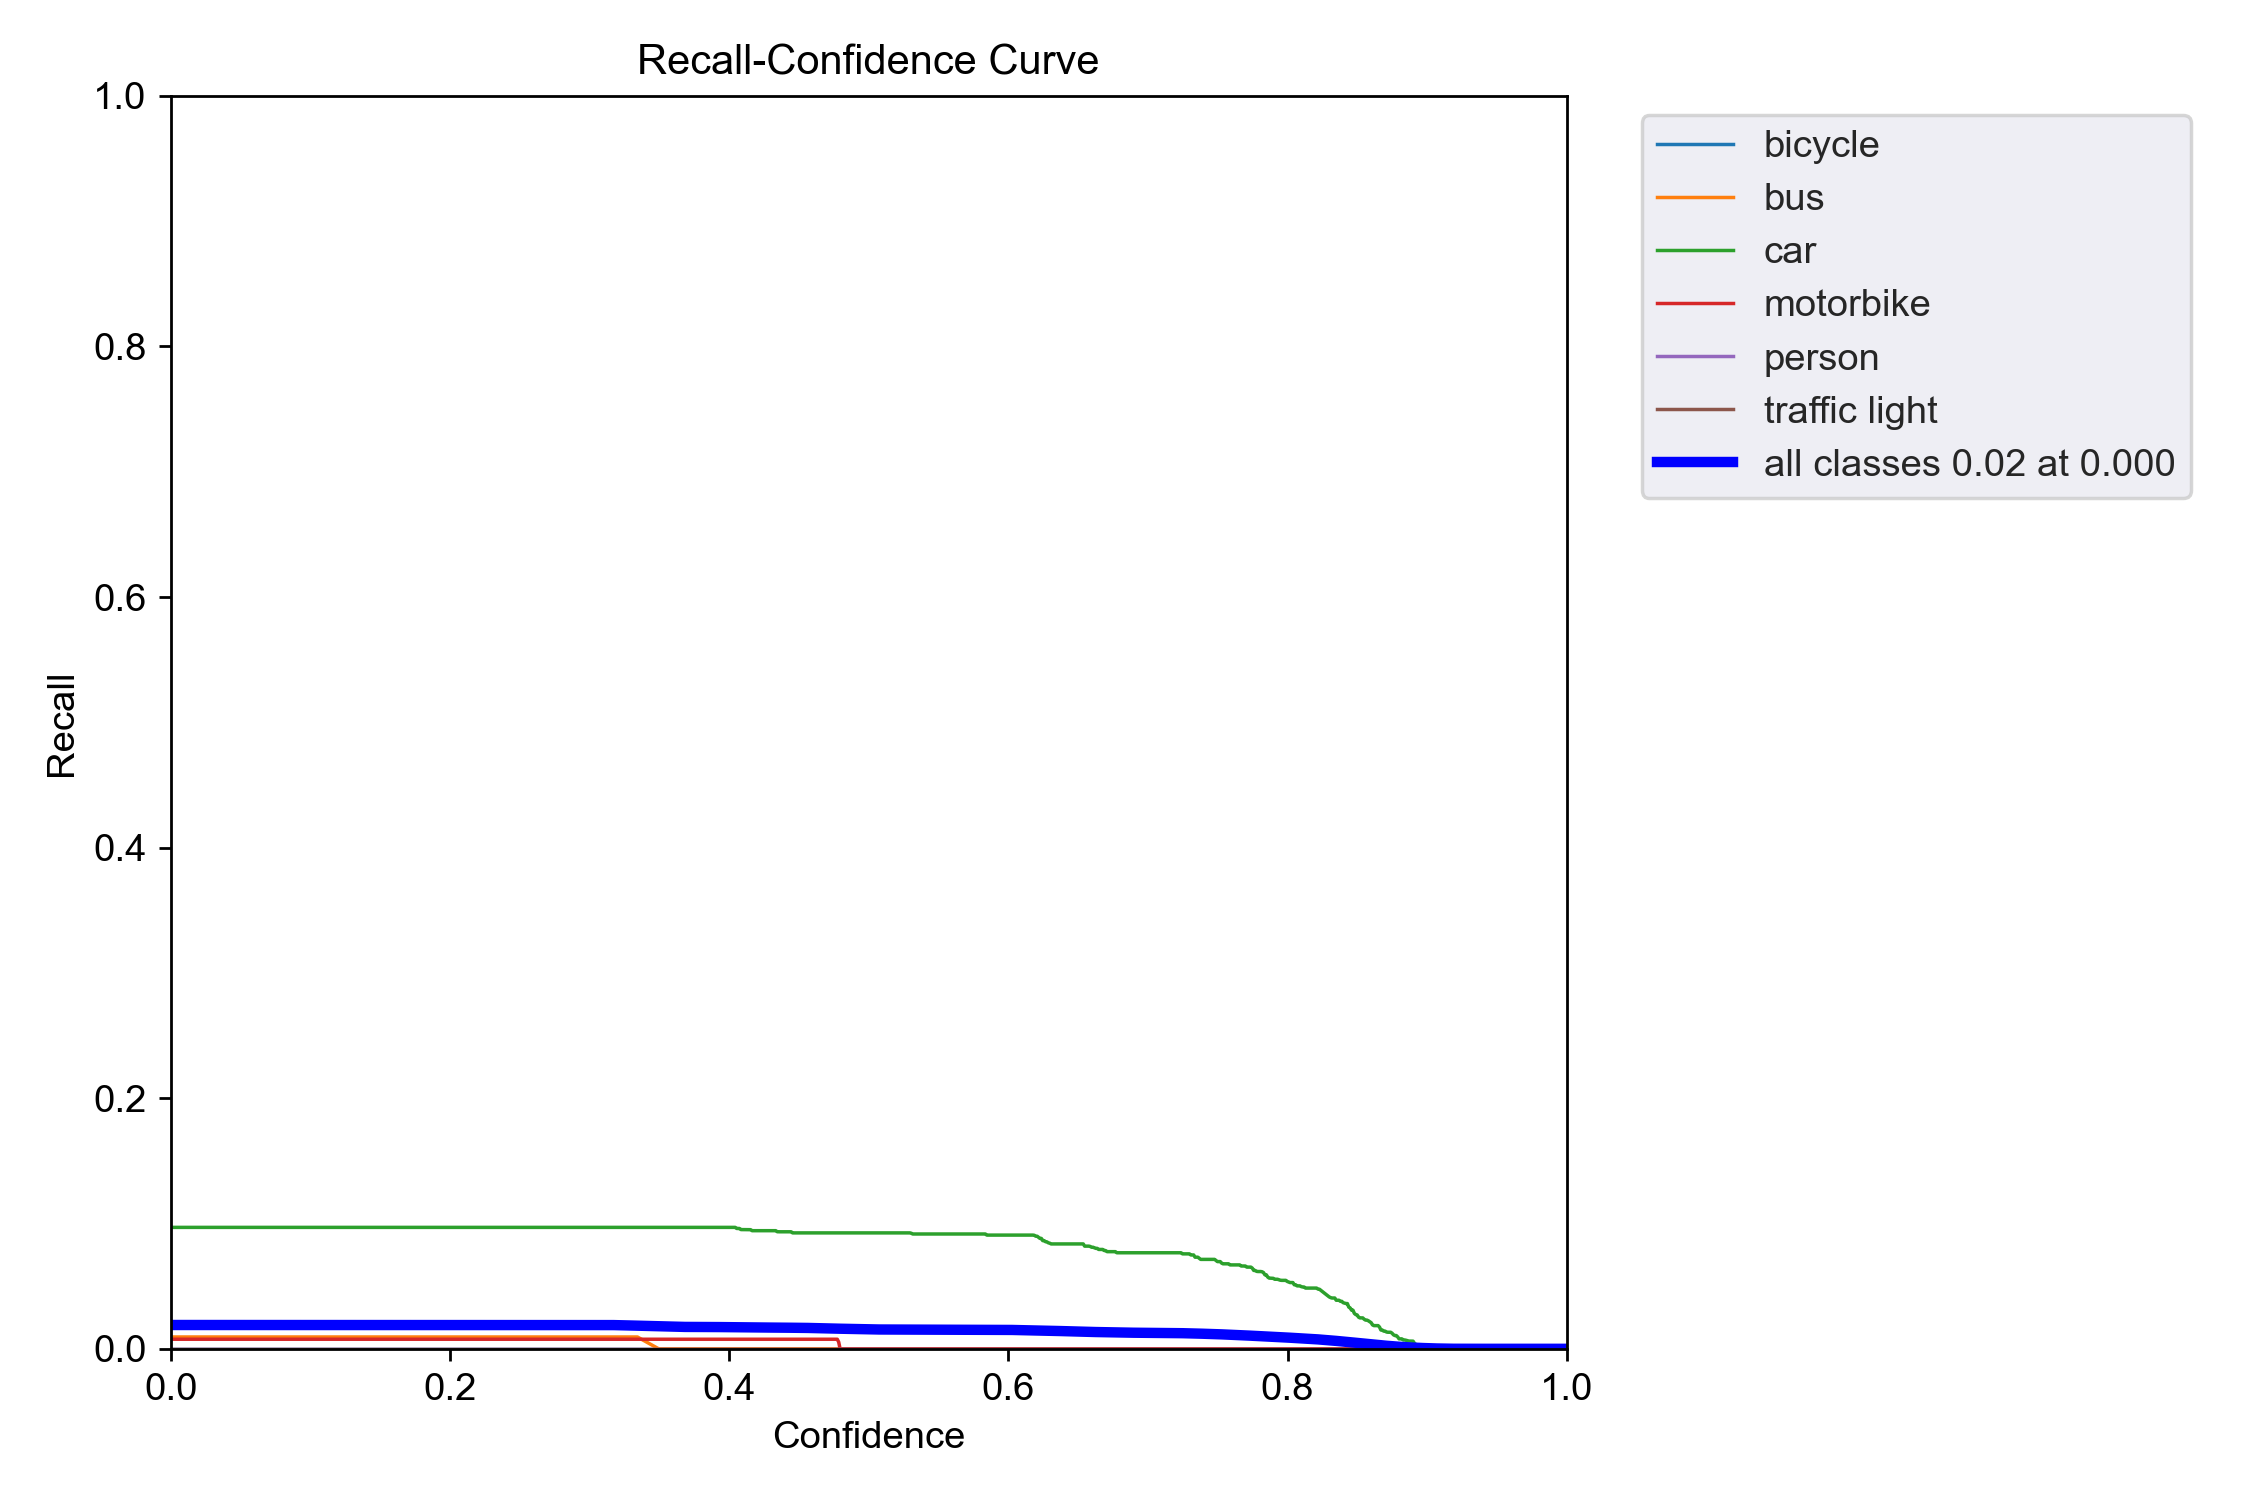 Recall-Confidence Curve
1.0
0.8
0.6
0.4
0.2
0.0
Recall
0.0 0.2 0.4 0.6 0.8 1.0
Confidence
bicycle
bus
car
motorbike
person
traffic light
all classes 0.02 at 0.000